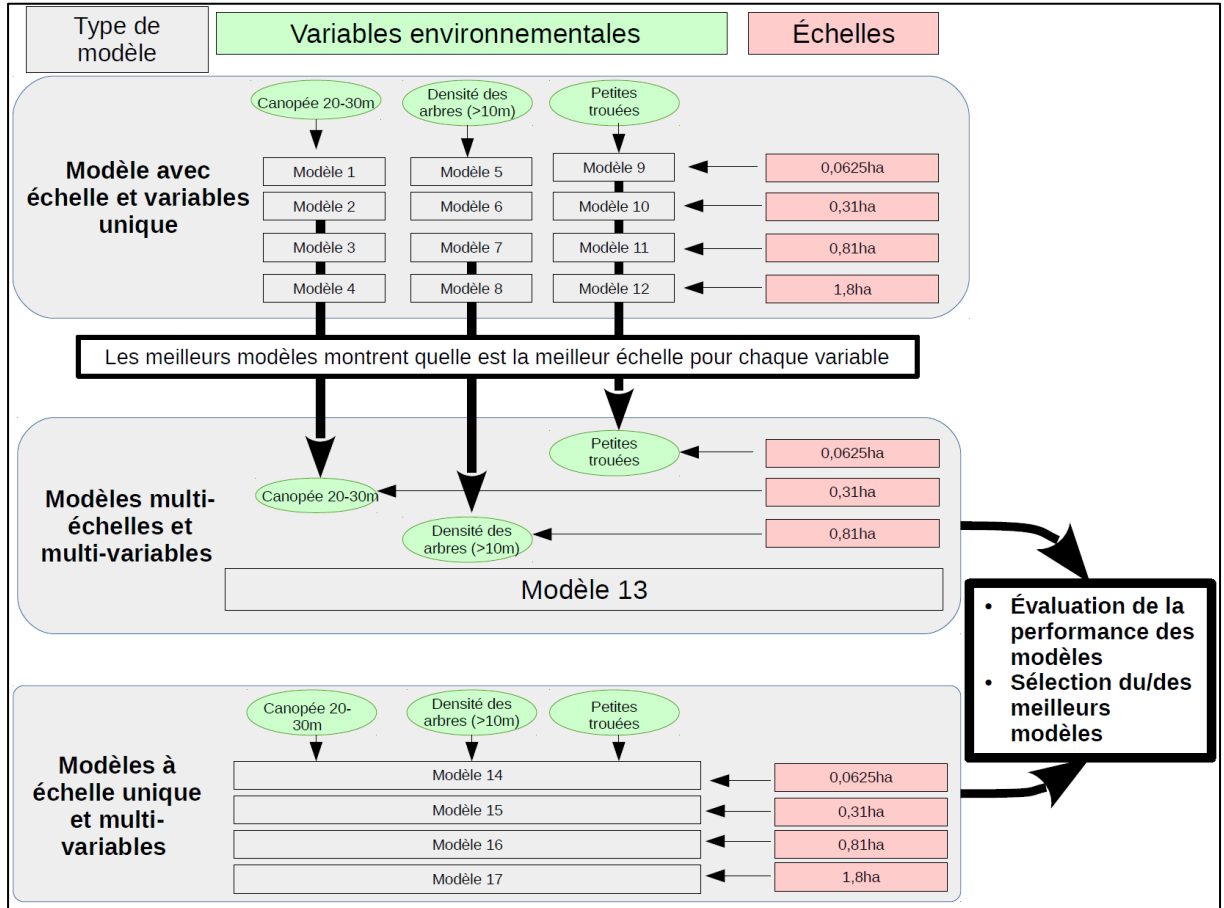 Type de
modèle
Variables environnementales
Échelles
Canopée 20-30m
Densité des
arbres (>10m)
Petites
trouées
Modèle avec
échelle et variables
unique
Modèle 1
Modèle 5
Modèle 9
0,0625ha
Modèle 2
Modèle 6
Modèle 10
0,31ha
Modèle 3
Modèle 7
Modèle 11
0,81ha
Modèle 4
Modèle 8
Modèle 12
1,8ha
Les meilleurs modèles montrent quelle est la meilleur échelle pour chaque variable
Modèles multi-
échelles et
multi-variables
Petites
trouées
0,0625ha
Canopée 20-30m
0,31ha
Densité des
arbres (>10m)
0,81ha
Modèle 13
• Évaluation de la
performance des
modèles
• Sélection du/des
meilleurs
modèles
Modèles à
échelle unique
et multi-
variables
Canopée 20-
30m
Densité des
arbres (>10m)
Petites
trouées
Modèle 14
0,0625ha
Modèle 15
0,31ha
Modèle 16
0,81ha
Modèle 17
1,8ha